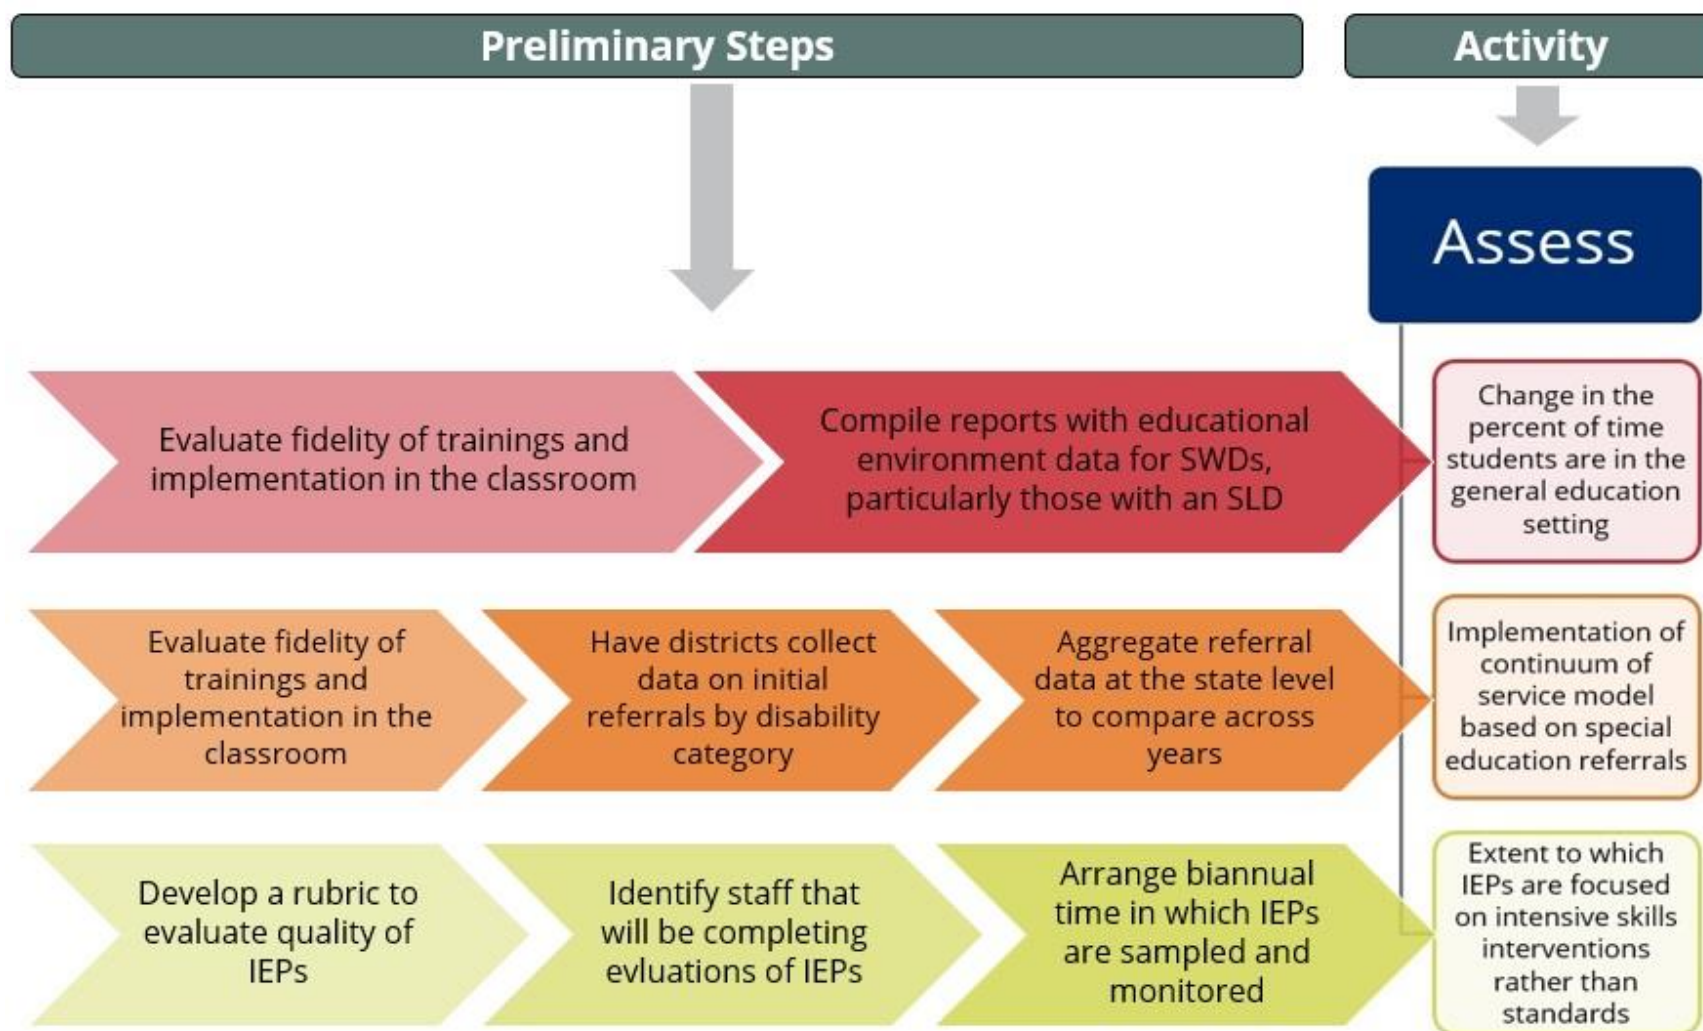 Preliminary Steps
Activity
Assess
Evaluate fidelity of trainings and
implementation in the classroom
Compile reports with educational
environment data for SWDs,
particularly those with an SLD
Change in the
percent of time
students are in the
general education
setting
Evaluate fidelity of
trainings and
implementation in the
classroom
Have districts collect
data on initial
referrals by disability
category
Aggregate referral
data at the state level
to compare across
years
Implementation of
continuum of
service model
based on special
education referrals
Develop a rubric to
evaluate quality of
IEPs
Identify staff that
will be completing
evluations of IEPs
Arrange biannual
time in which IEPs
are sampled and
monitored
Extent to which
IEPs are focused
on intensive skills
interventions
rather than
standards